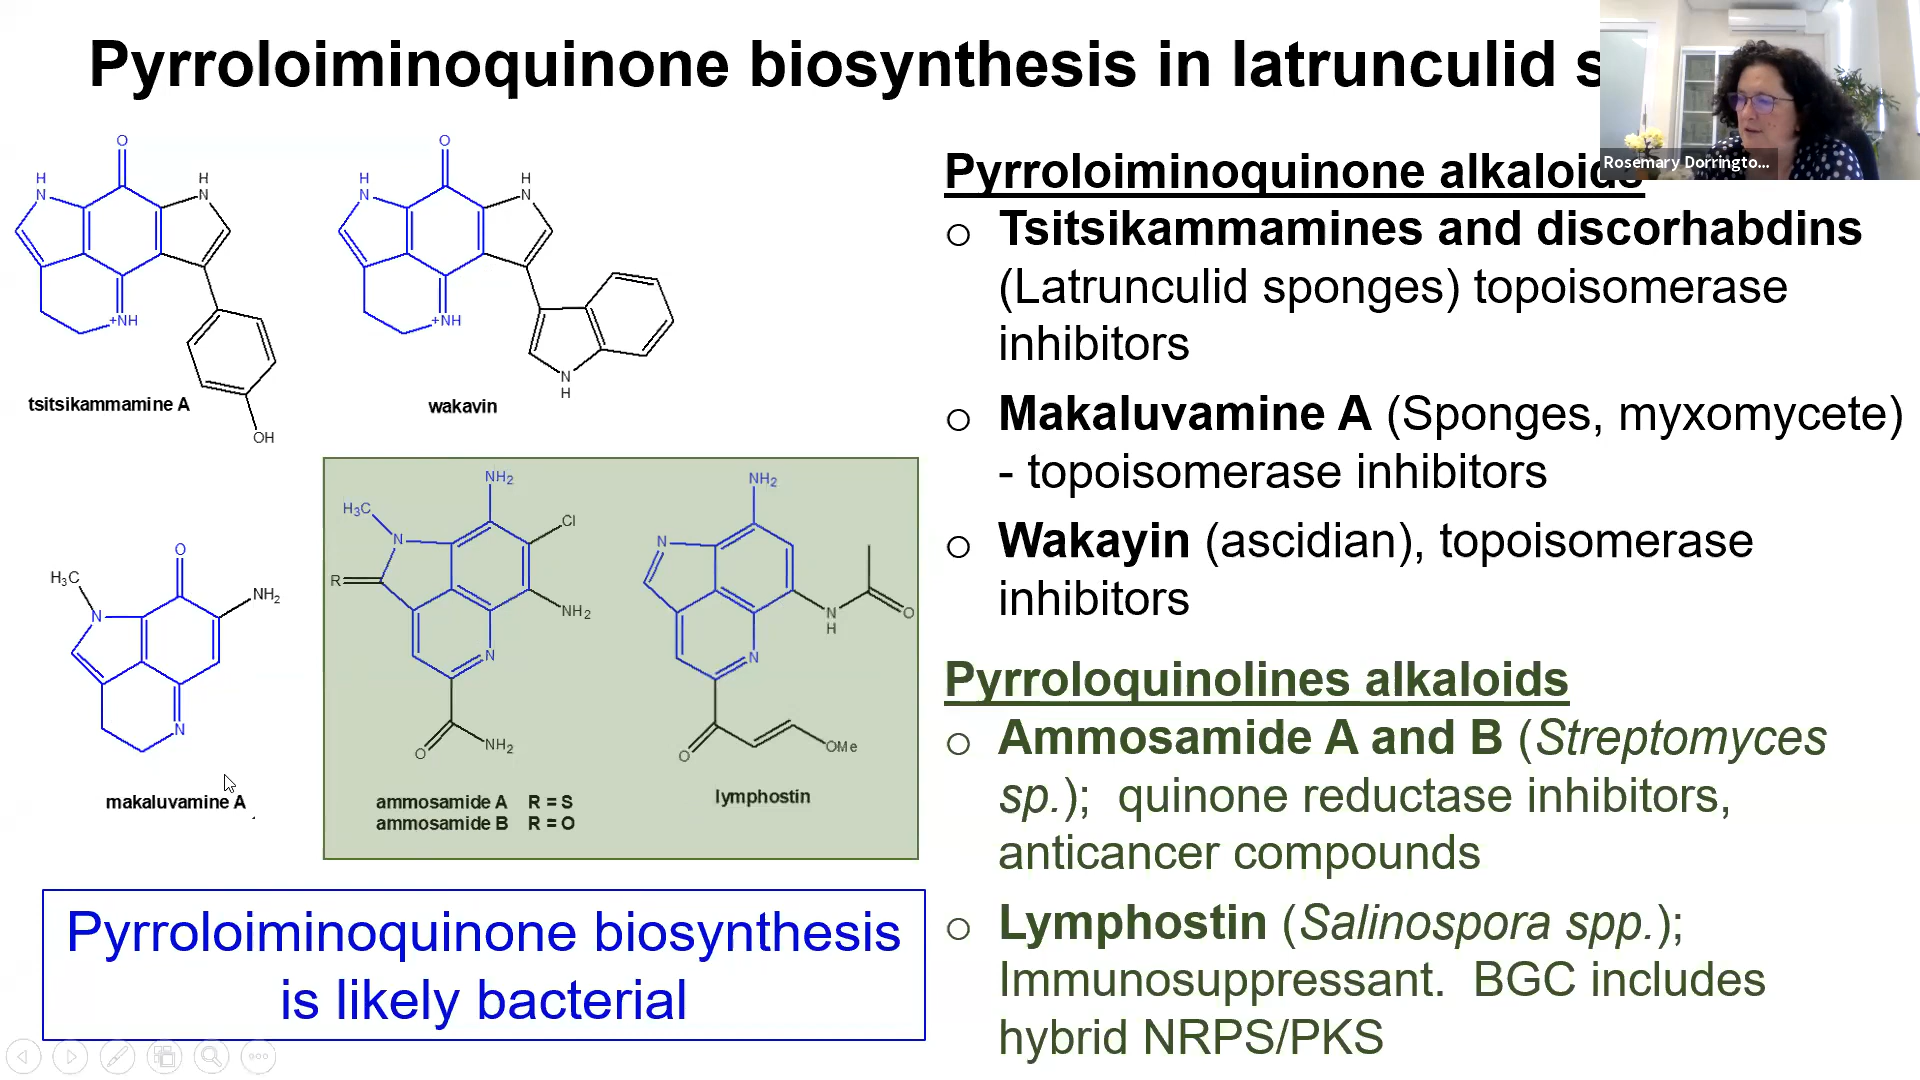 Pyrroloiminoquinone biosynthesis in latrunculid s
Rosemary Dorringto...
Pyrroloiminoquinone alkaloids
Tsitsikammamines and discorhabdins
(Latrunculid sponges) topoisomerase
inhibitors
Makaluvamine A (Sponges, myxomycete)
- topoisomerase inhibitors
Wakayin (ascidian), topoisomerase
inhibitors
Pyrroloquinolines alkaloids
Ammosamide A and B (Streptomyces
sp.); quinone reductase inhibitors,
anticancer compounds
Lymphostin (Salinospora spp.);
Immunosuppressant. BGC includes
hybrid NRPS/PKS
O
H
N
H
N
+NH
OH
tsitsikammamine A
O
H
N
H
N
+NH
N
H
wakavin
O
H₃C
N
NH₂
N
makaluvamine A
NH₂
H₃C
N
Cl
R
NH₂
N
O
NH₂
ammosamide A R = S
ammosamide B R = O
NH₂
N
N
H
O
N
O
OMe
lymphostin
Pyrroloiminoquinone biosynthesis
is likely bacterial